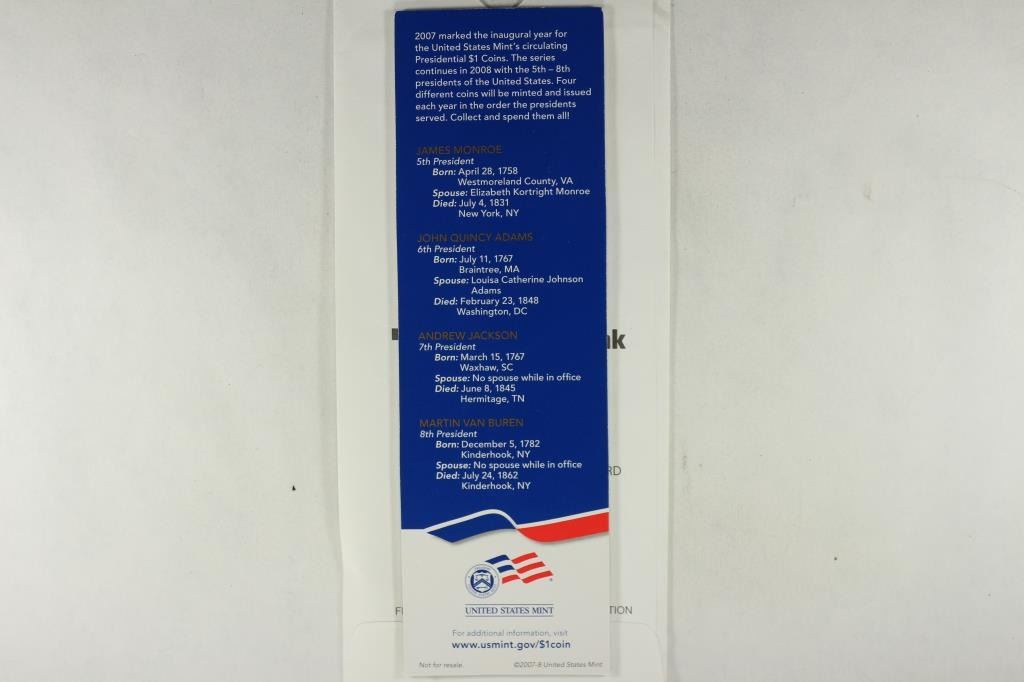 2007 marked the inaugural year for
the United States Mint's circulating
Presidential $1 Coins. The series
continues in 2008 with the 5th – 8th
presidents of the United States. Four
different coins will be minted and issued
each year in the order the presidents
served. Collect and spend them all!
JAMES MONROE
5th President
Born: April 28, 1758
Westmoreland County, VA
Spouse: Elizabeth Kortright Monroe
Died: July 4, 1831
New York, NY
JOHN QUINCY ADAMS
6th President
Born: July 11, 1767
Braintree, MA
Spouse: Louisa Catherine Johnson
Adams
Died: February 23, 1848
Washington, DC
ANDREW JACKSON
7th President
Born: March 15, 1767
Waxhaw, SC
Spouse: No spouse while in office
Died: June 8, 1845
Hermitage, TN
MARTIN VAN BUREN
8th President
Born: December 5, 1782
Kinderhook, NY
Spouse: No spouse while in office
Died: July 24, 1862
Kinderhook, NY
UNITED STATES MINT
For additional information, visit
www.usmint.gov/$1coin
Not for resale. ©2007-8 United States Mint